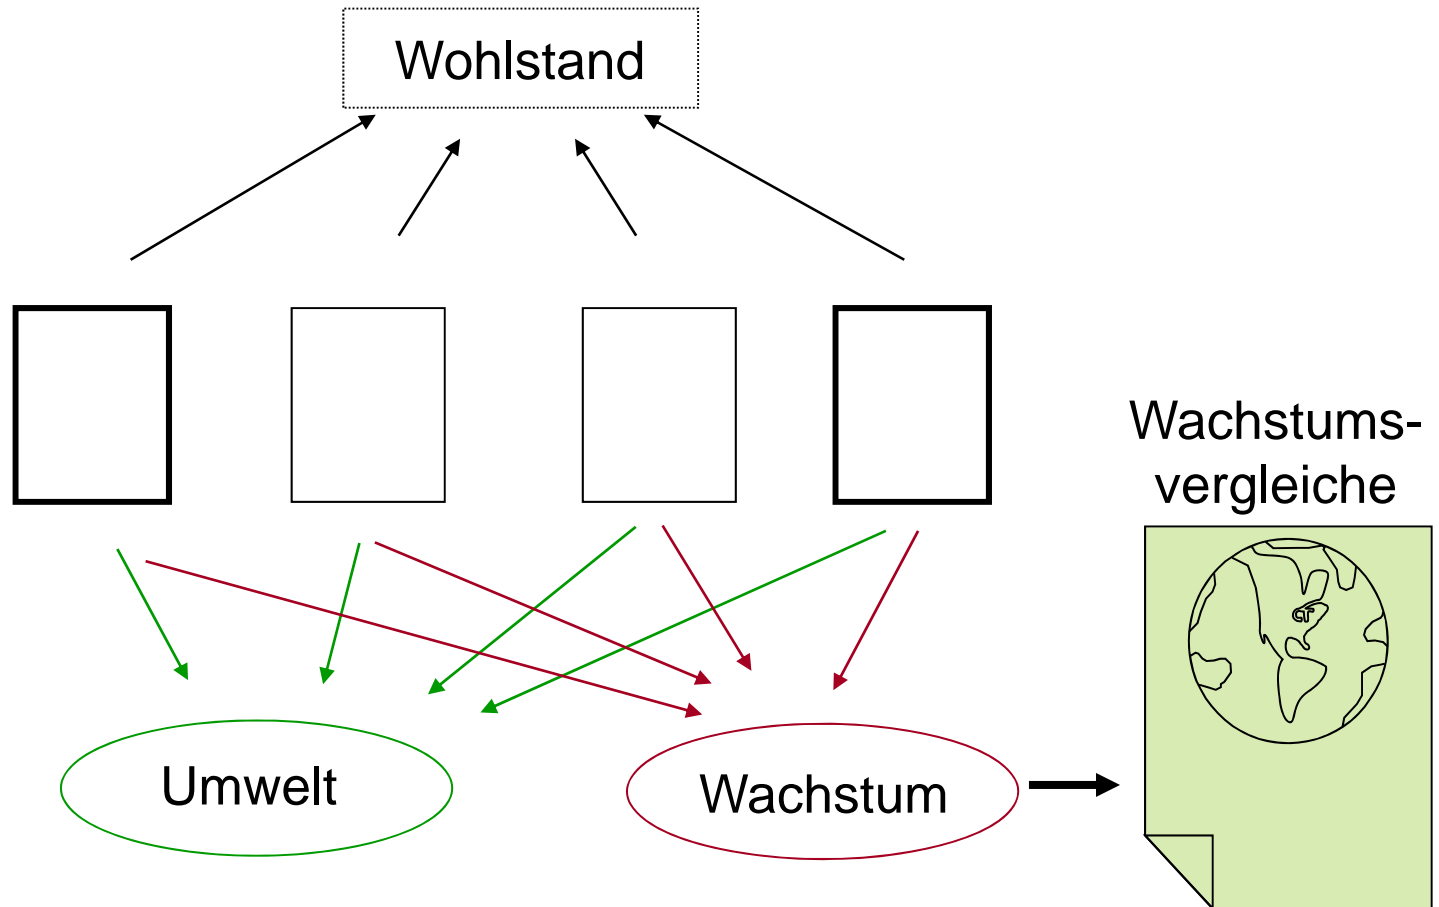 Wohlstand
Wachstums-
vergleiche
Umwelt
Wachstum